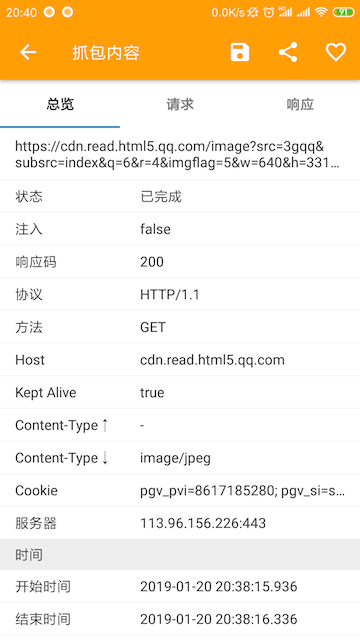 20:40 0.0K/s 91
抓包内容
总览 请求 响应
https://cdn.read.html5.qq.com/image?src=3gqq&
subsrc=index&q=6&r=4&imgflag=5&w=640&h=331...
状态 已完成
注入 false
响应码 200
协议 HTTP/1.1
方法 GET
Host cdn.read.html5.qq.com
Kept Alive true
Content-Type↑ -
Content-Type↓ image/jpeg
Cookie pgv_pvi=8617185280; pgv_si=s...
服务器 113.96.156.226:443
时间
开始时间 2019-01-20 20:38:15.936
结束时间 2019-01-20 20:38:16.336